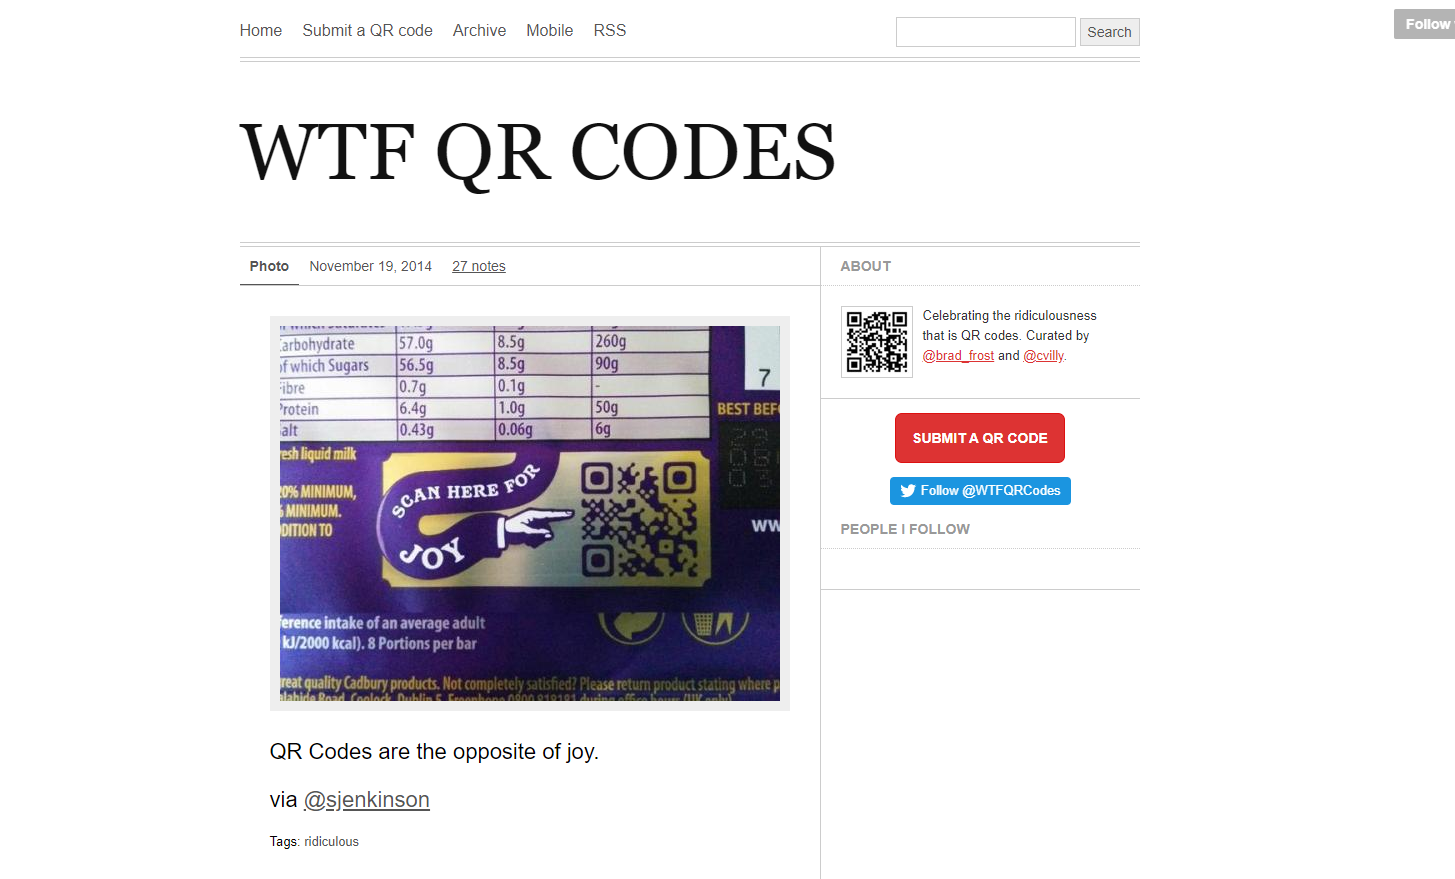 Home Submit a QR code Archive Mobile RSS Search
Follow
WTF QR CODES
Photo November 19, 2014 27 notes
arbohydrate 57.0g 8.5g 260g
of which Sugars 56.5g 8.5g 90g
ibre 0.7g 0.1g -
Protein 6.4g 1.0g 50g
alt 0.43g 0.06g 6g
7
BEST BEF
resh liquid milk
20% MINIMUM,
% MINIMUM.
DDITION TO
SCAN HERE FOR
JOY
WW
ference intake of an average adult
kJ/2000 kcal). 8 Portions per bar
reat quality Cadbury products. Not completely satisfied? Please return product stating where p
QR Codes are the opposite of joy.
via @sjenkinson
Tags: ridiculous
ABOUT
Celebrating the ridiculousness
that is QR codes. Curated by
@brad_frost and @cvilly.
SUBMIT A QR CODE
Follow @WTFQRCodes
PEOPLE I FOLLOW